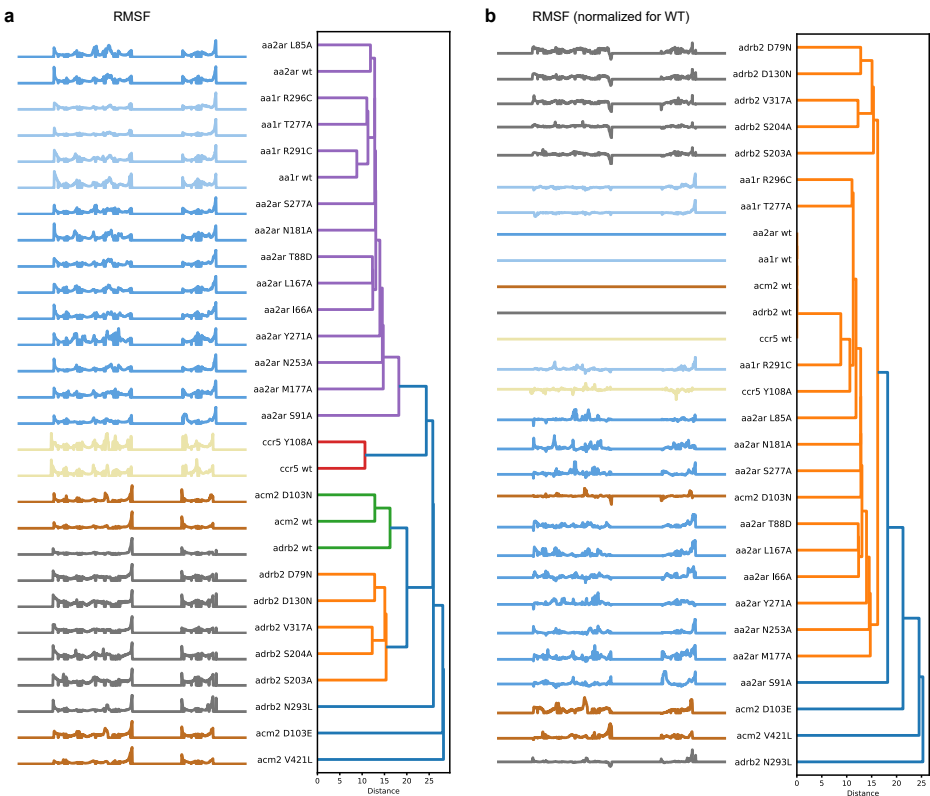 a
RMSF
aa2ar L85A
aa2ar wt
aa1r R296C
aa1r T277A
aa1r R291C
aa1r wt
aa2ar S277A
aa2ar N181A
aa2ar T88D
aa2ar L167A
aa2ar I66A
aa2ar Y271A
aa2ar N253A
aa2ar M177A
aa2ar S91A
ccr5 Y108A
ccr5 wt
acm2 D103N
acm2 wt
adrb2 wt
adrb2 D79N
adrb2 D130N
adrb2 V317A
adrb2 S204A
adrb2 S203A
adrb2 N293L
acm2 D103E
acm2 V421L
0 5 10 15 20 25
Distance
b
RMSF (normalized for WT)
adrb2 D79N
adrb2 D130N
adrb2 V317A
adrb2 S204A
adrb2 S203A
aa1r R296C
aa1r T277A
aa2ar wt
aa1r wt
acm2 wt
adrb2 wt
ccr5 wt
aa1r R291C
ccr5 Y108A
aa2ar L85A
aa2ar N181A
aa2ar S277A
acm2 D103N
aa2ar T88D
aa2ar L167A
aa2ar I66A
aa2ar Y271A
aa2ar N253A
aa2ar M177A
aa2ar S91A
acm2 D103E
acm2 V421L
adrb2 N293L
0 5 10 15 20 25
Distance